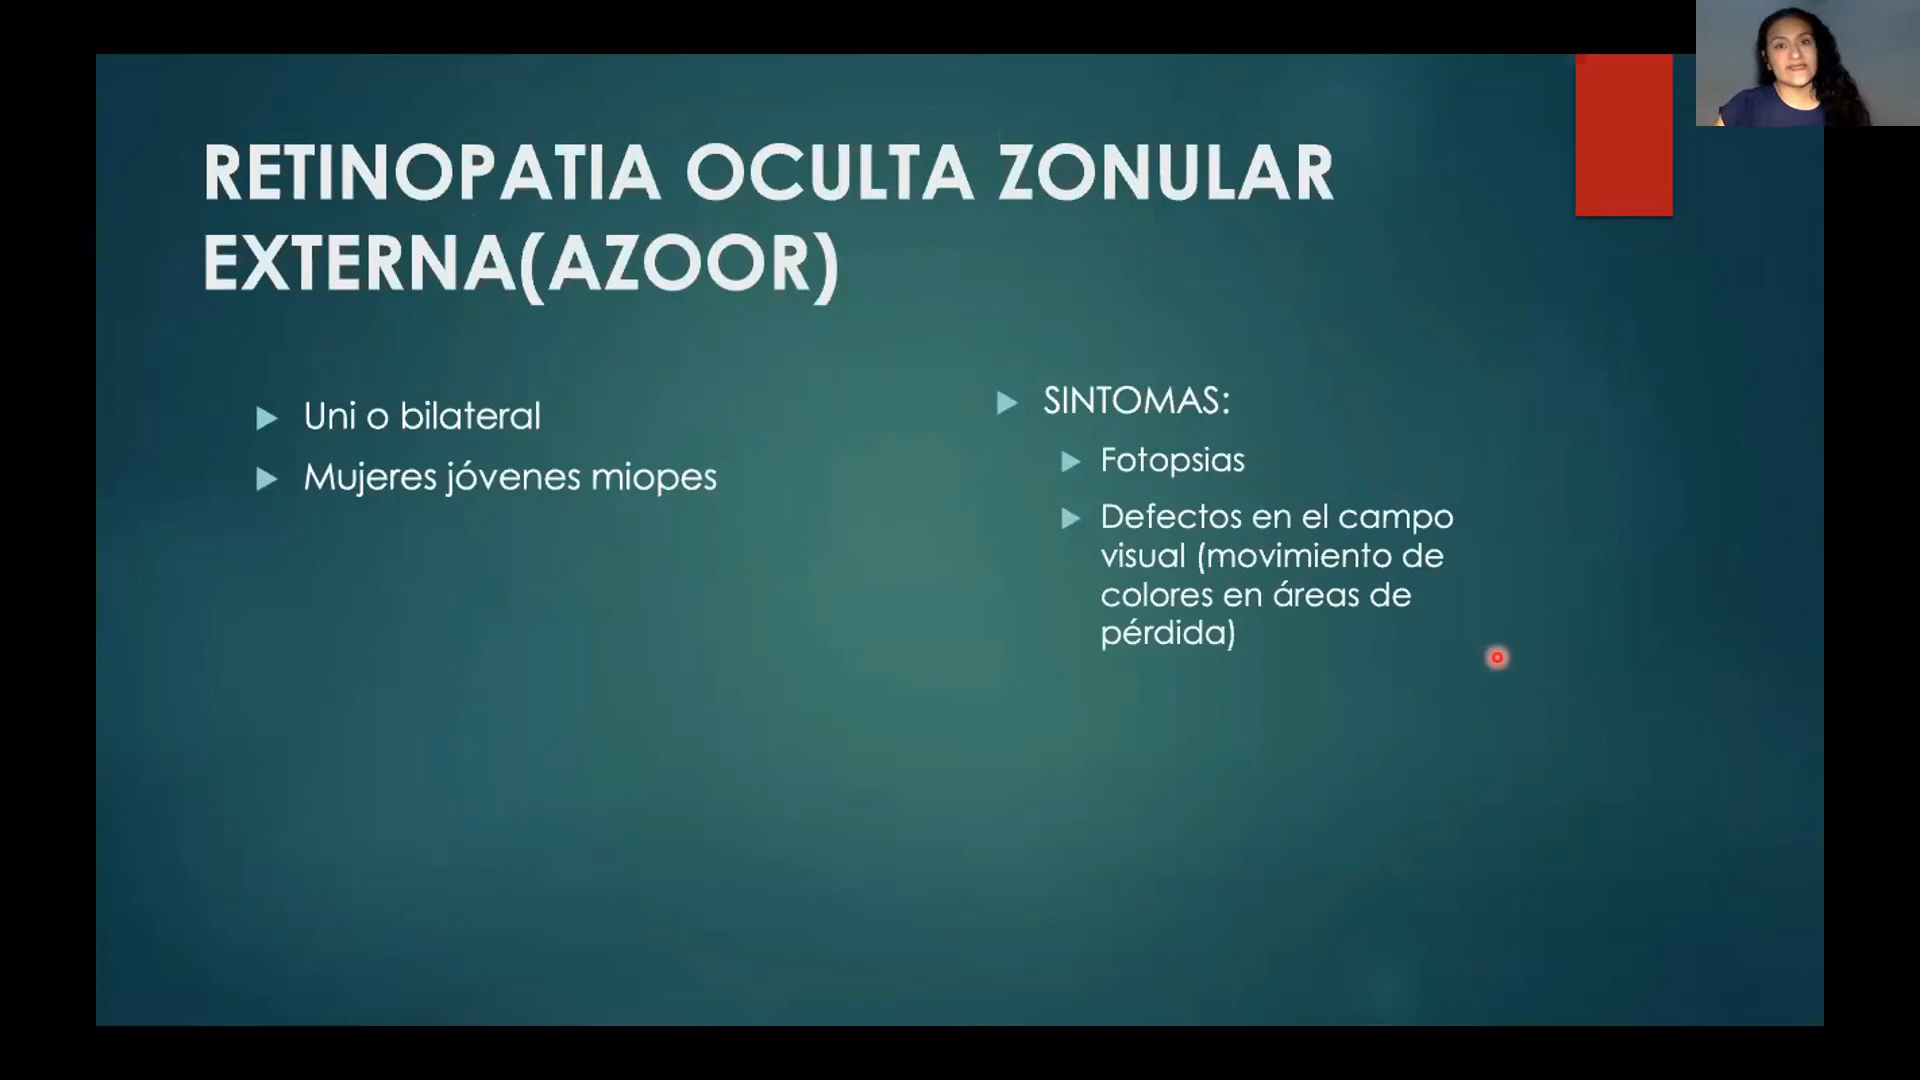 RETINOPATIA OCULTA ZONULAR
EXTERNA(AZOOR)
Uni o bilateral
Mujeres jóvenes miopes
SINTOMAS:
Fotopsias
Defectos en el campo
visual (movimiento de
colores en áreas de
pérdida)